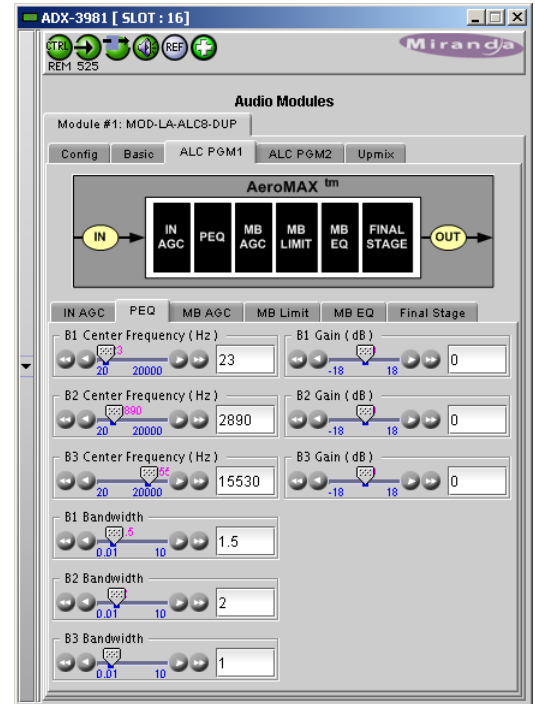 ADX-3981 [ SLOT : 16]
CTRL REF
REM 525
Miranda
Audio Modules
Module #1: MOD-LA-ALC8-DUP
Config Basic ALC PGM1 ALC PGM2 Upmix
AeroMAX tm
IN
IN AGC
PEQ
MB AGC
MB LIMIT
MB EQ
FINAL STAGE
OUT
IN AGC PEQ MB AGC MB Limit MB EQ Final Stage
B1 Center Frequency ( Hz )
20 20000
23
B1 Gain ( dB )
-18 18
0
B2 Center Frequency ( Hz )
890
20 20000
2890
B2 Gain ( dB )
-18 18
0
B3 Center Frequency ( Hz )
20 20000
15530
B3 Gain ( dB )
-18 18
0
B1 Bandwidth
.5
0.01 10
1.5
B2 Bandwidth
0.01 10
2
B3 Bandwidth
0.01 10
1